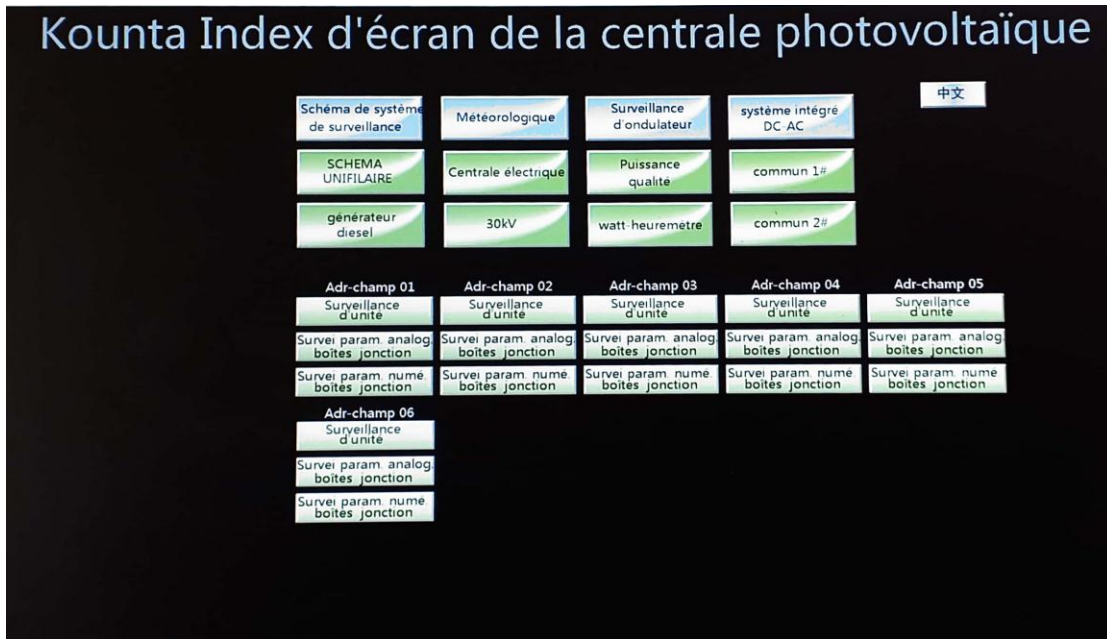 Kounta Index d'écran de la centrale photovoltaïque
中文
Schéma de système
de surveillance
Météorologique
Surveillance
d'ondulateur
système intégré
DC-AC
SCHEMA
UNIFILAIRE
Centrale électrique
Puissance
qualité
commun 1#
générateur
diesel
30kV
watt-heuremètre
commun 2#
Adr-champ 01
Adr-champ 02
Adr-champ 03
Adr-champ 04
Adr-champ 05
Surveillance
d'unité
Surveillance
d'unité
Surveillance
d'unité
Surveillance
d'unité
Surveillance
d'unité
Survei param. analog.
boîtes jonction
Survei param. analog.
boîtes jonction
Survei param. analog.
boîtes jonction
Survei param. analog.
boîtes jonction
Survei param. analog.
boîtes jonction
Survei param. numé.
boîtes jonction
Survei param. numé.
boîtes jonction
Survei param. numé.
boîtes jonction
Survei param. numé.
boîtes jonction
Survei param. numé.
boîtes jonction
Adr-champ 06
Surveillance
d'unité
Survei param. analog.
boîtes jonction
Survei param. numé.
boîtes jonction